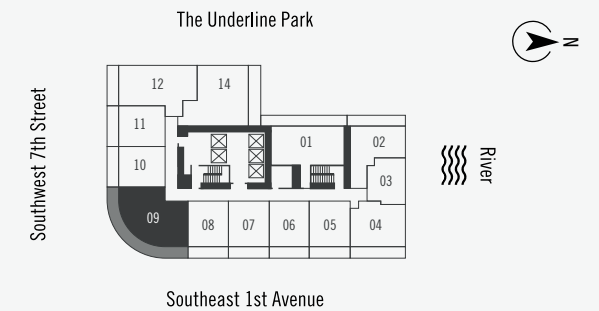 The Underline Park
N
12
14
Southwest 7th Street
11
01
02
10
03
River
09
08
07
06
05
04
Southeast 1st Avenue